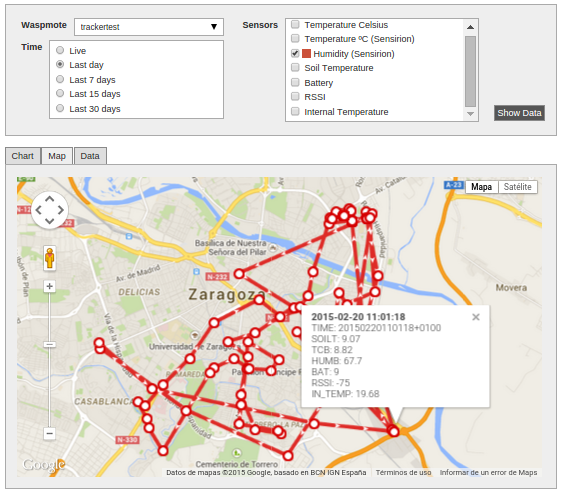 Waspmote
trackertest
Sensors
Temperature Celsius
Temperature ºC (Sensirion)
Humidity (Sensirion)
Soil Temperature
Battery
RSSI
Internal Temperature
Time
Live
Last day
Last 7 days
Last 15 days
Last 30 days
Show Data
Chart
Map
Data
A-23
Mapa
Satélite
Basílica de Nuestra
Señora del Pilar
N-232
Av. de Madrid
DELICIAS
Zaragoza
Movera
Vía de la Hispanidad
CASABLANCA
N-330
Cementerio de Torrero
2015-02-20 11:01:18
TIME: 20150220110118+0100
SOILT: 9.07
TCB: 8.82
HUMB: 67.7
BAT: 9
RSSI: -75
IN_TEMP: 19.68
Google
Datos de mapas ©2015 Google, basado en BCN IGN España
Términos de uso
Informar de un error de Maps